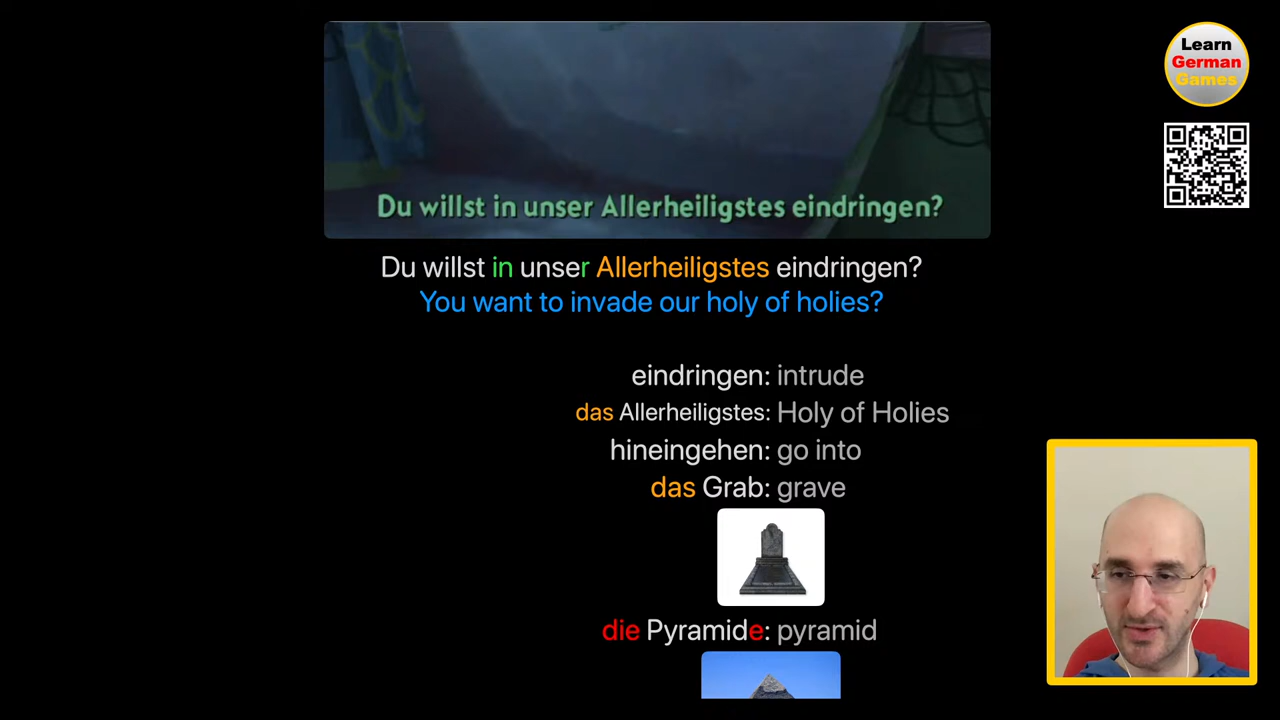 Learn
German
Games
Du willst in unser Allerheiligstes eindringen?
Du willst in unser Allerheiligstes eindringen?
You want to invade our holy of holies?
eindringen: intrude
das Allerheiligstes: Holy of Holies
hineingehen: go into
das Grab: grave
die Pyramide: pyramid